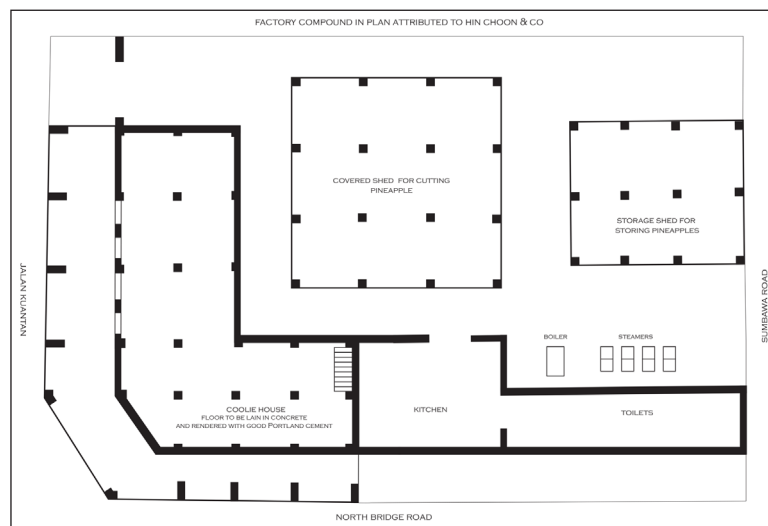 FACTORY COMPOUND IN PLAN ATTRIBUTED TO HIN CHOON & CO
COVERED SHED FOR CUTTING
PINEAPPLE
STORAGE SHED FOR
STORING PINEAPPLES
JALAN KUANTAN
SUMBAWA ROAD
BOILER
STEAMERS
COOLIE HOUSE
FLOOR TO BE LAIN IN CONCRETE
AND RENDERED WITH GOOD PORTLAND CEMENT
KITCHEN
TOILETS
NORTH BRIDGE ROAD